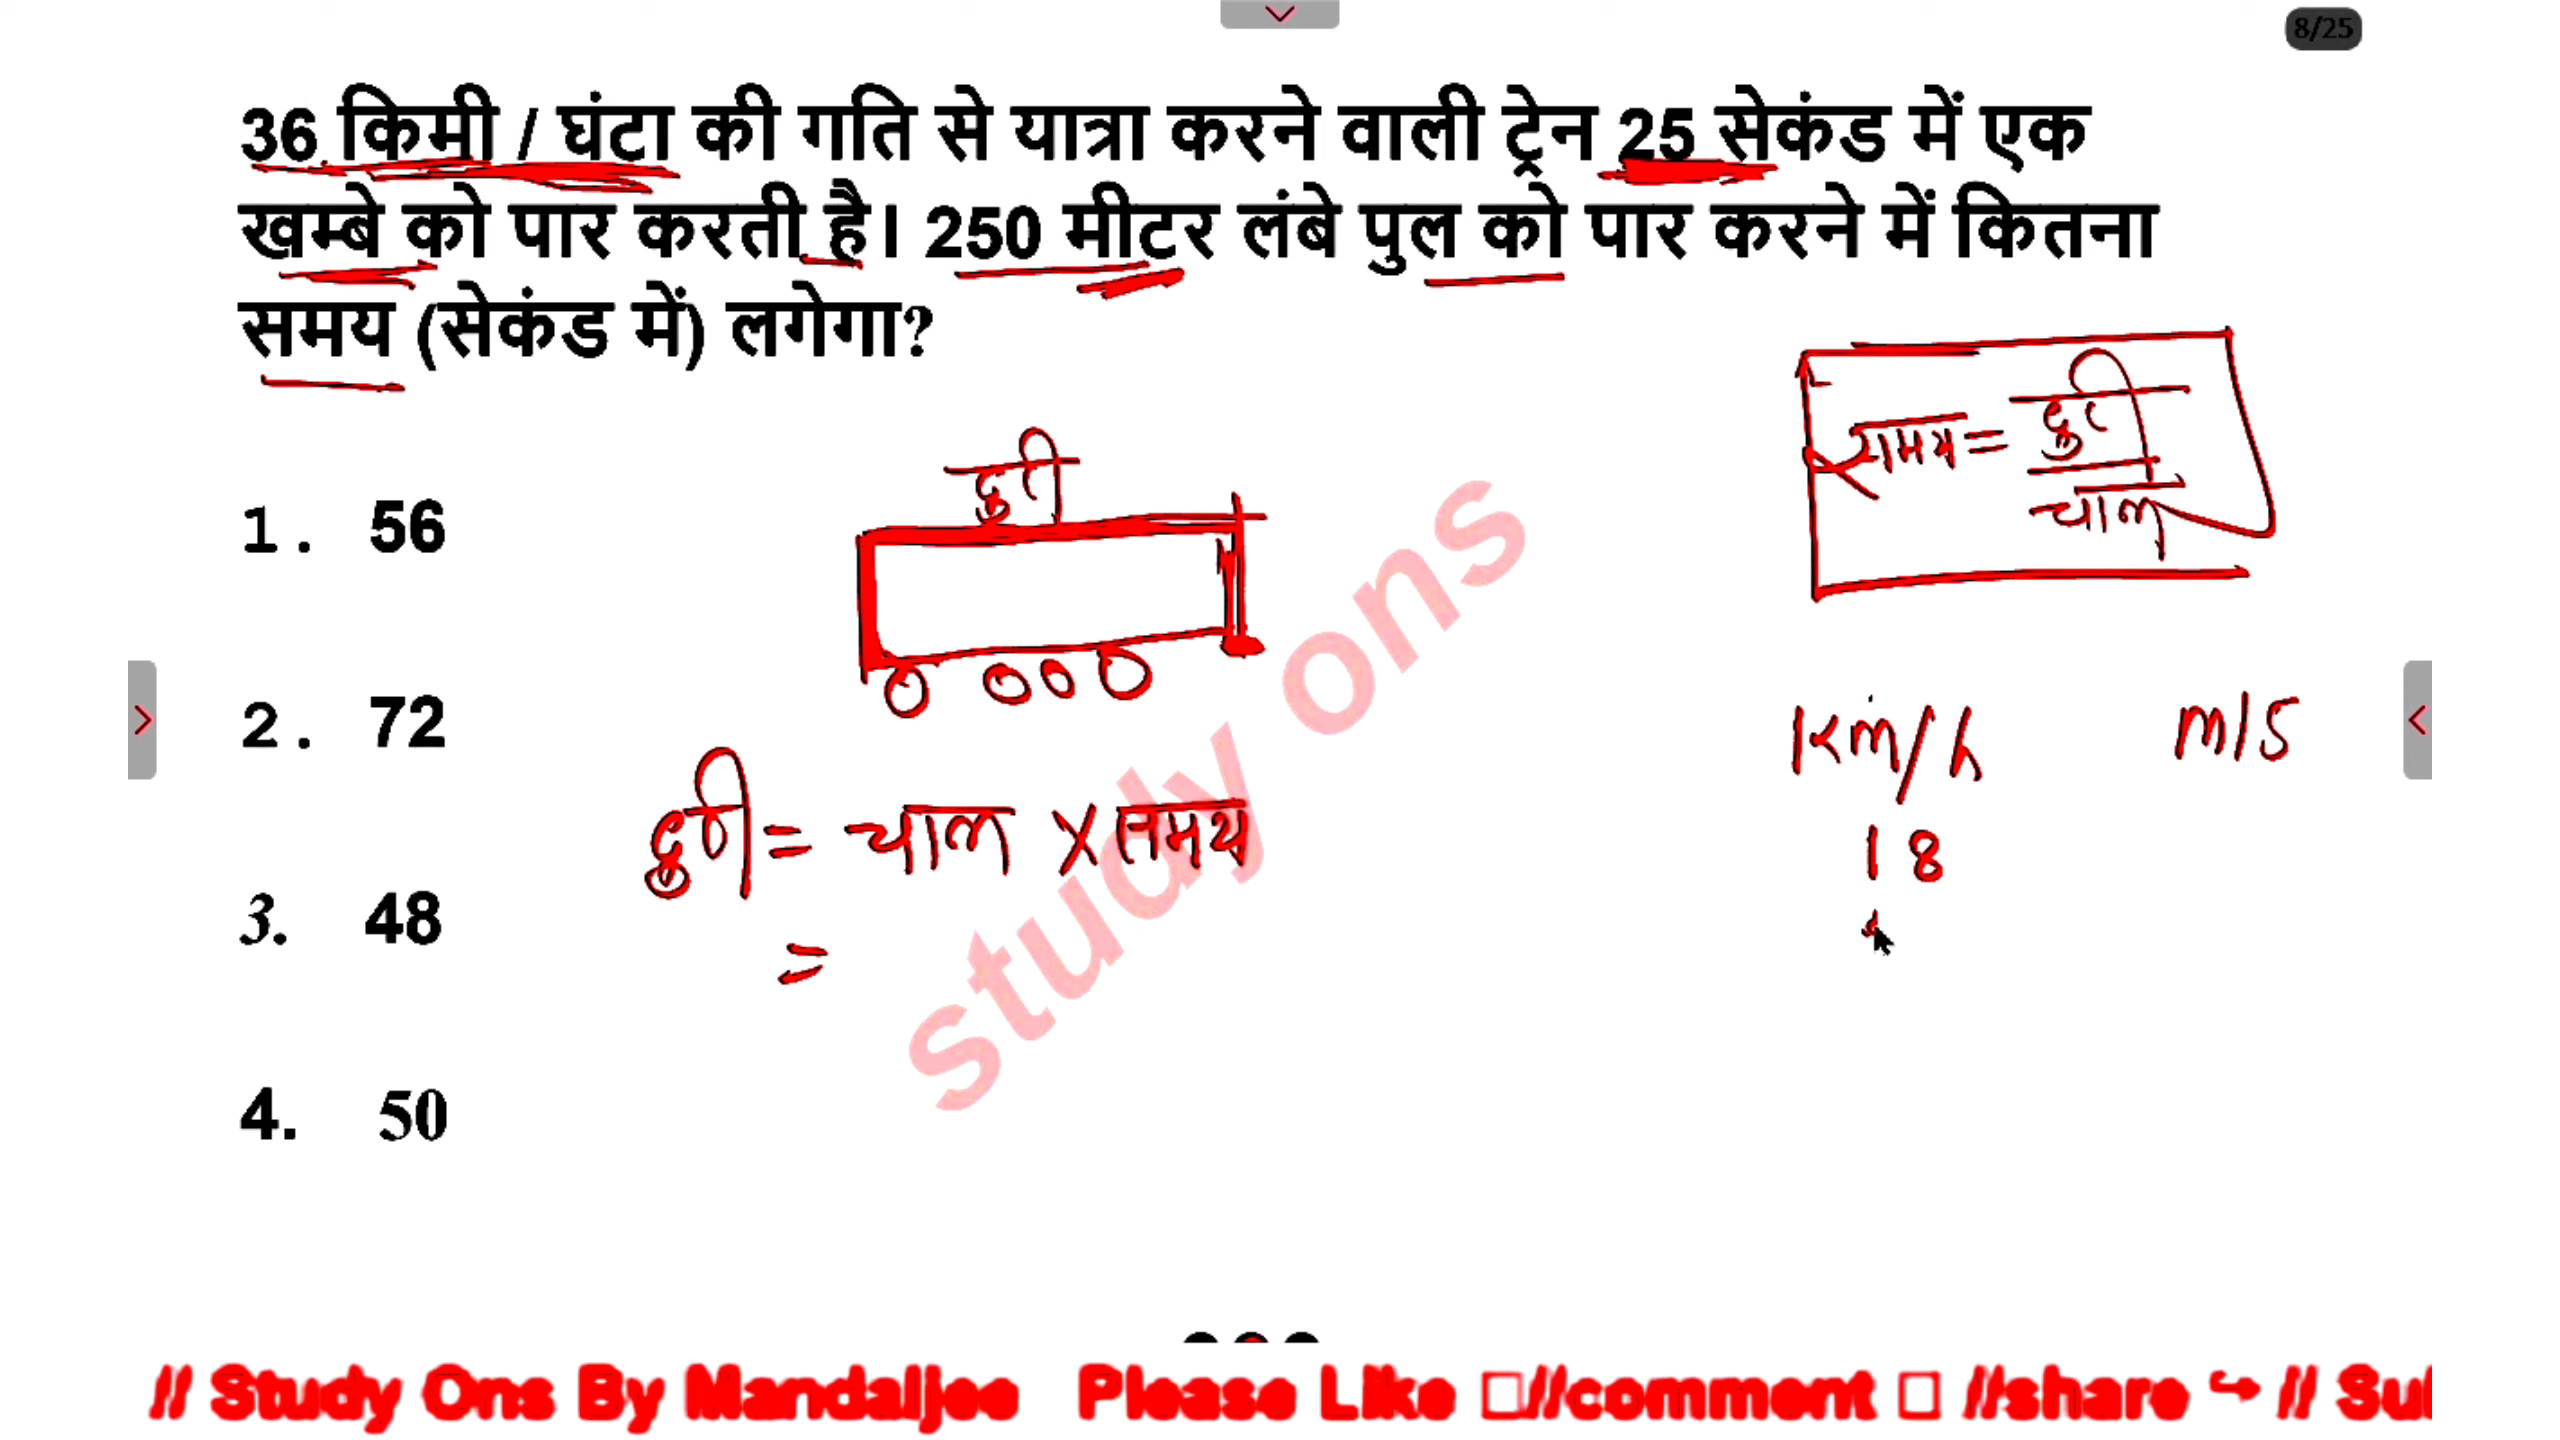 8/25
36 किमी / घंटा की गति से यात्रा करने वाली ट्रेन 25 सेकंड में एक
खम्बे को पार करती है। 250 मीटर लंबे पुल को पार करने में कितना
समय (सेकंड में) लगेगा?
समय = दुरी
चाल
दुरी
1. 56
2. 72
km/h m/s
दुरी = चाल × समय
18
3. 48
=
4. 50
study ons
// Study Ons By Mandaljee Please Like □//comment □ //share ↪ // Su